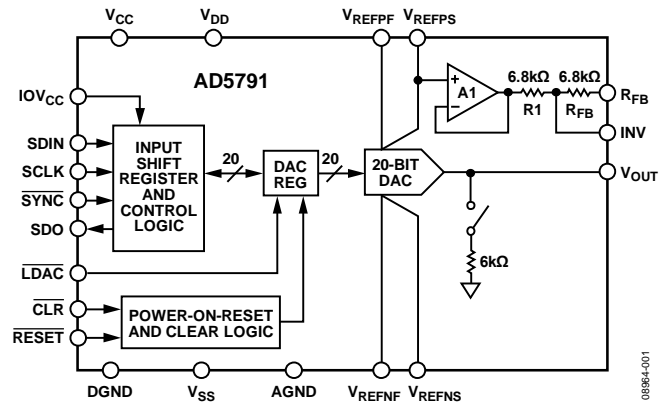 VCC
VDD
VREFPF
VREFPS
AD5791
IOVCC
SDIN
SCLK
SYNC
SDO
LDAC
CLR
RESET
INPUT
SHIFT
REGISTER
AND
CONTROL
LOGIC
20
DAC
REG
20
20-BIT
DAC
A1
+
–
6.8kΩ
R1
6.8kΩ
RFB
RFB
INV
VOUT
6kΩ
POWER-ON-RESET
AND CLEAR LOGIC
DGND
VSS
AGND
VREFNF
VREFNS
08964-001